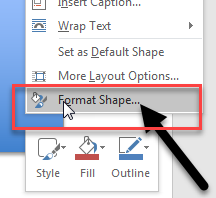 Insert Caption...
Wrap Text
Set as Default Shape
More Layout Options...
Format Shape...
Style Fill Outline